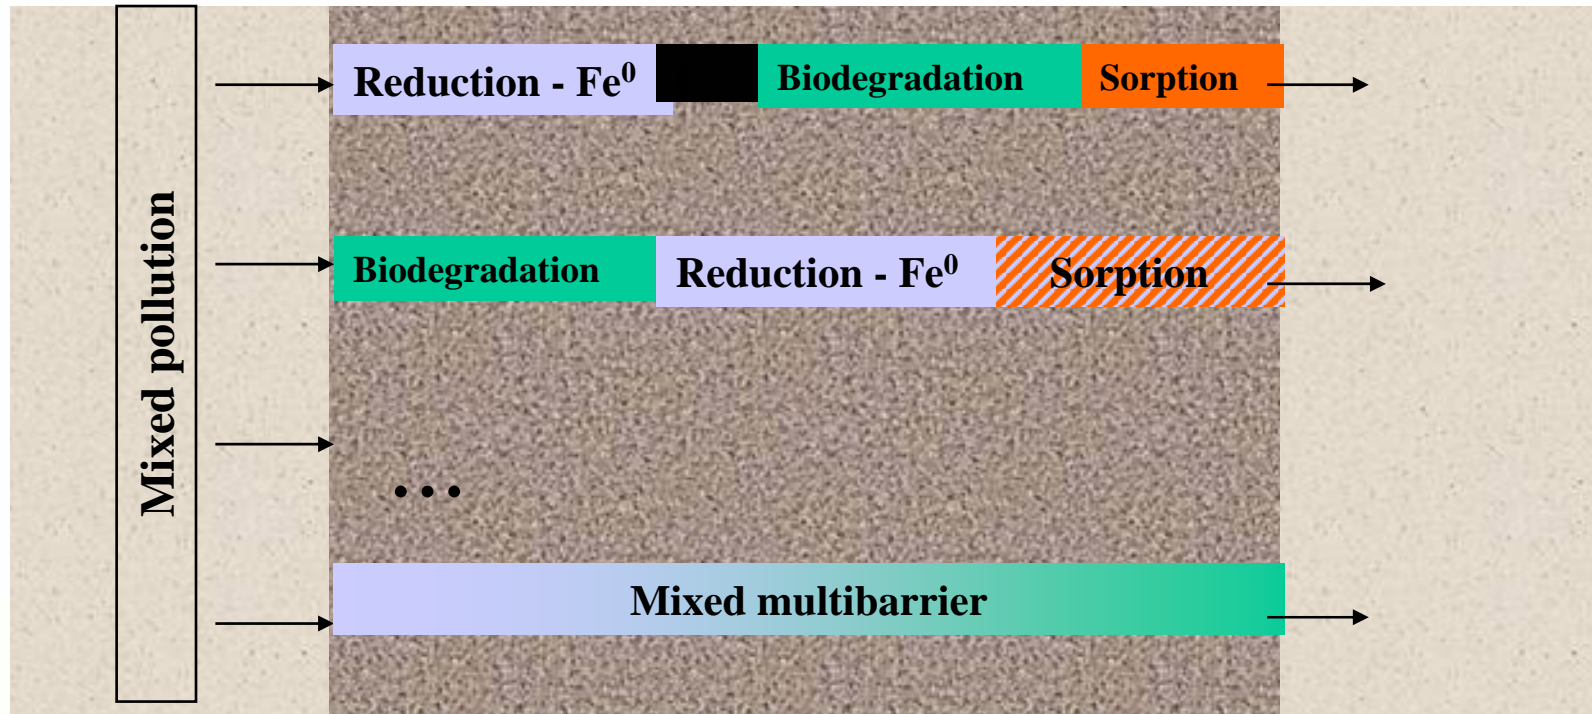 Mixed pollution
Reduction - Fe⁰ Biodegradation Sorption
Biodegradation Reduction - Fe⁰ Sorption
...
Mixed multibarrier